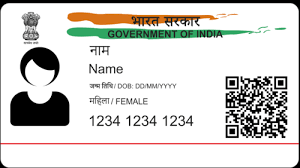 भारत सरकार
GOVERNMENT OF INDIA
नाम
Name
जन्म तिथि / DOB: DD/MM/YYYY
महिला / FEMALE
1234 1234 1234